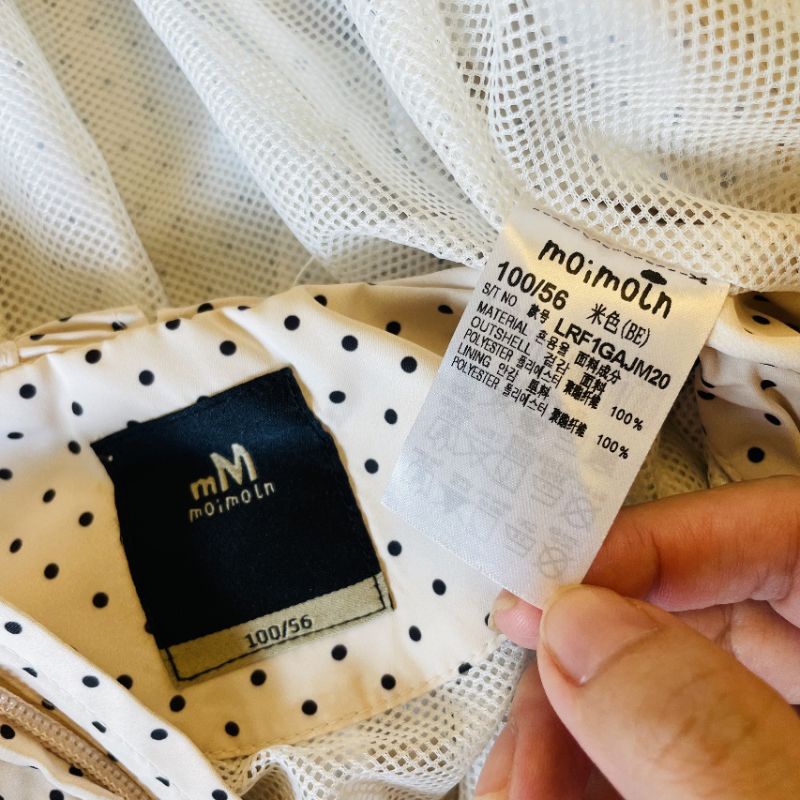 mM
moimoln
100/56
moimoln
100/56 米色(BE)
S/T NO 款号 LRF1GAJM20
MATERIAL 혼용율 面料成分
OUTSHELL 겉감 面料
POLYESTER 폴리에스터 聚酯纤维 100%
LINING 안감 里料
POLYESTER 폴리에스터 聚酯纤维 100%